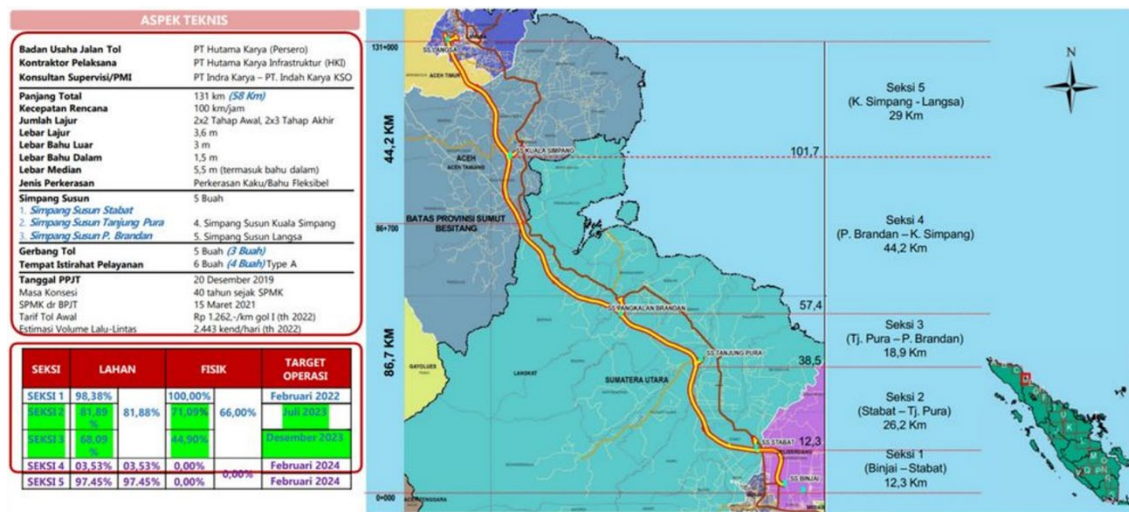 ASPEK TEKNIS
Badan Usaha Jalan Tol PT Hutama Karya (Persero)
Kontraktor Pelaksana PT Hutama Karya Infrastruktur (HKI)
Konsultan Supervisi/PMI PT Indra Karya – PT. Indah Karya KSO
Panjang Total 131 km (58 Km)
Kecepatan Rencana 100 km/jam
Jumlah Lajur 2x2 Tahap Awal, 2x3 Tahap Akhir
Lebar Lajur 3,6 m
Lebar Bahu Luar 3 m
Lebar Bahu Dalam 1,5 m
Lebar Median 5,5 m (termasuk bahu dalam)
Jenis Perkerasan Perkerasan Kaku/Bahu Fleksibel
Simpang Susun 5 Buah
1. Simpang Susun Stabat
2. Simpang Susun Tanjung Pura 4. Simpang Susun Kuala Simpang
3. Simpang Susun P. Brandan 5. Simpang Susun Langsa
Gerbang Tol 5 Buah (3 Buah)
Tempat Istirahat Pelayanan 6 Buah (4 Buah) Type A
Tanggal PPJT 20 Desember 2019
Masa Konsesi 40 tahun sejak SPMK
SPMK dr BPJT 15 Maret 2021
Tarif Tol Awal Rp 1.262,-/km gol I (th 2022)
Estimasi Volume Lalu-Lintas 2.443 kend/hari (th 2022)
SEKSI LAHAN FISIK TARGET OPERASI
SEKSI 1 98,38% 100,00% Februari 2022
SEKSI 2 81,89 % 81,88% 71,09% 66,00% Juli 2023
SEKSI 3 68,09 % 44,90% Desember 2023
SEKSI 4 03,53% 03,53% 0,00% 0,00% Februari 2024
SEKSI 5 97.45% 97.45% 0,00% Februari 2024
131+000
44,2 KM
86+700
86,7 KM
0+000
SS LANGSA
ACEH TIMUR
SS KUALA SIMPANG
ACEH
ACEH TAMIANG
BATAS PROVINSI SUMUT
BESITANG
SS PANGKALAN BRANDAN
SS TANJUNG PURA
GAYOLUES
LANGKAT
SUMATERA UTARA
SS STABAT
SS BINJAI
ACEH TENGGARA
101,7
57,4
38,5
12,3
Seksi 5
(K. Simpang - Langsa)
29 Km
Seksi 4
(P. Brandan – K. Simpang)
44,2 Km
Seksi 3
(Tj. Pura – P. Brandan)
18,9 Km
Seksi 2
(Stabat – Tj. Pura)
26,2 Km
Seksi 1
(Binjai – Stabat)
12,3 Km
N